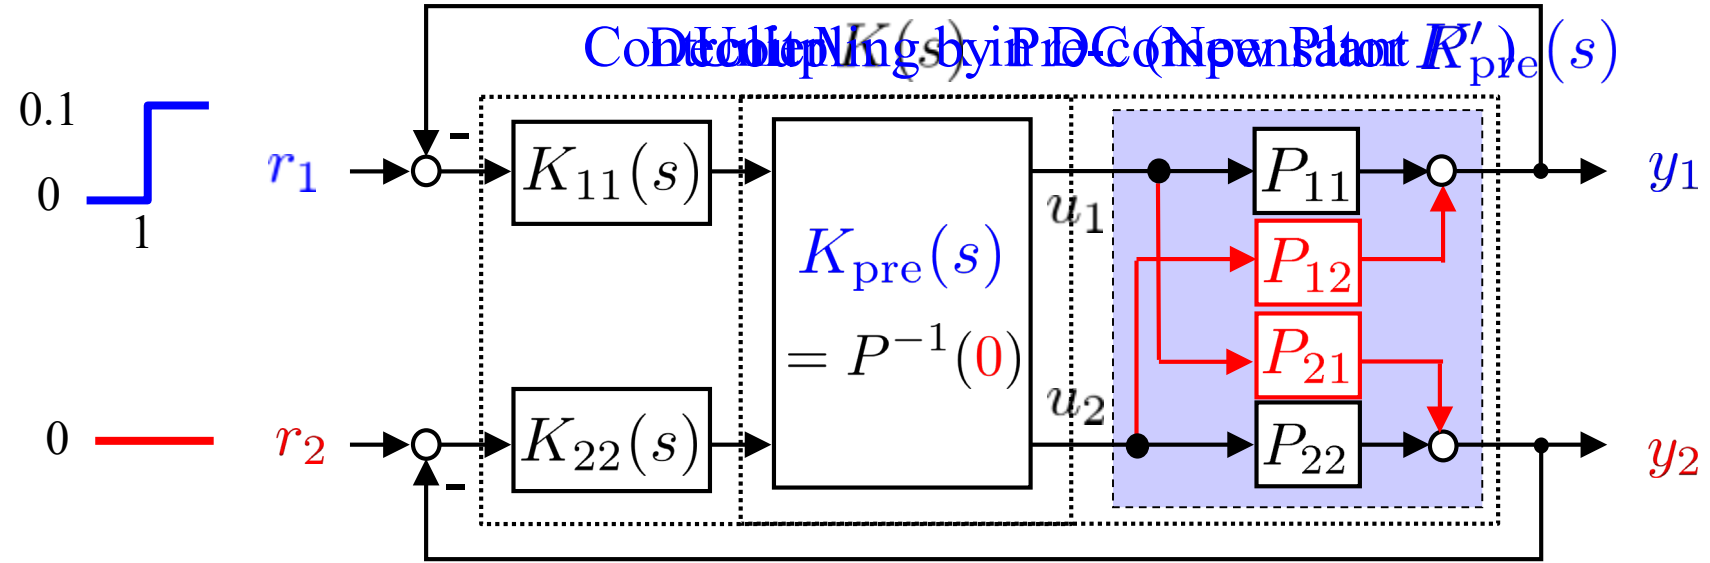 0.1
0
1
r₁
-
K₁₁(s)
u₁
P₁₁
y₁
K_pre(s)
= P⁻¹(0)
P₁₂
P₂₁
0
r₂
-
K₂₂(s)
u₂
P₂₂
y₂